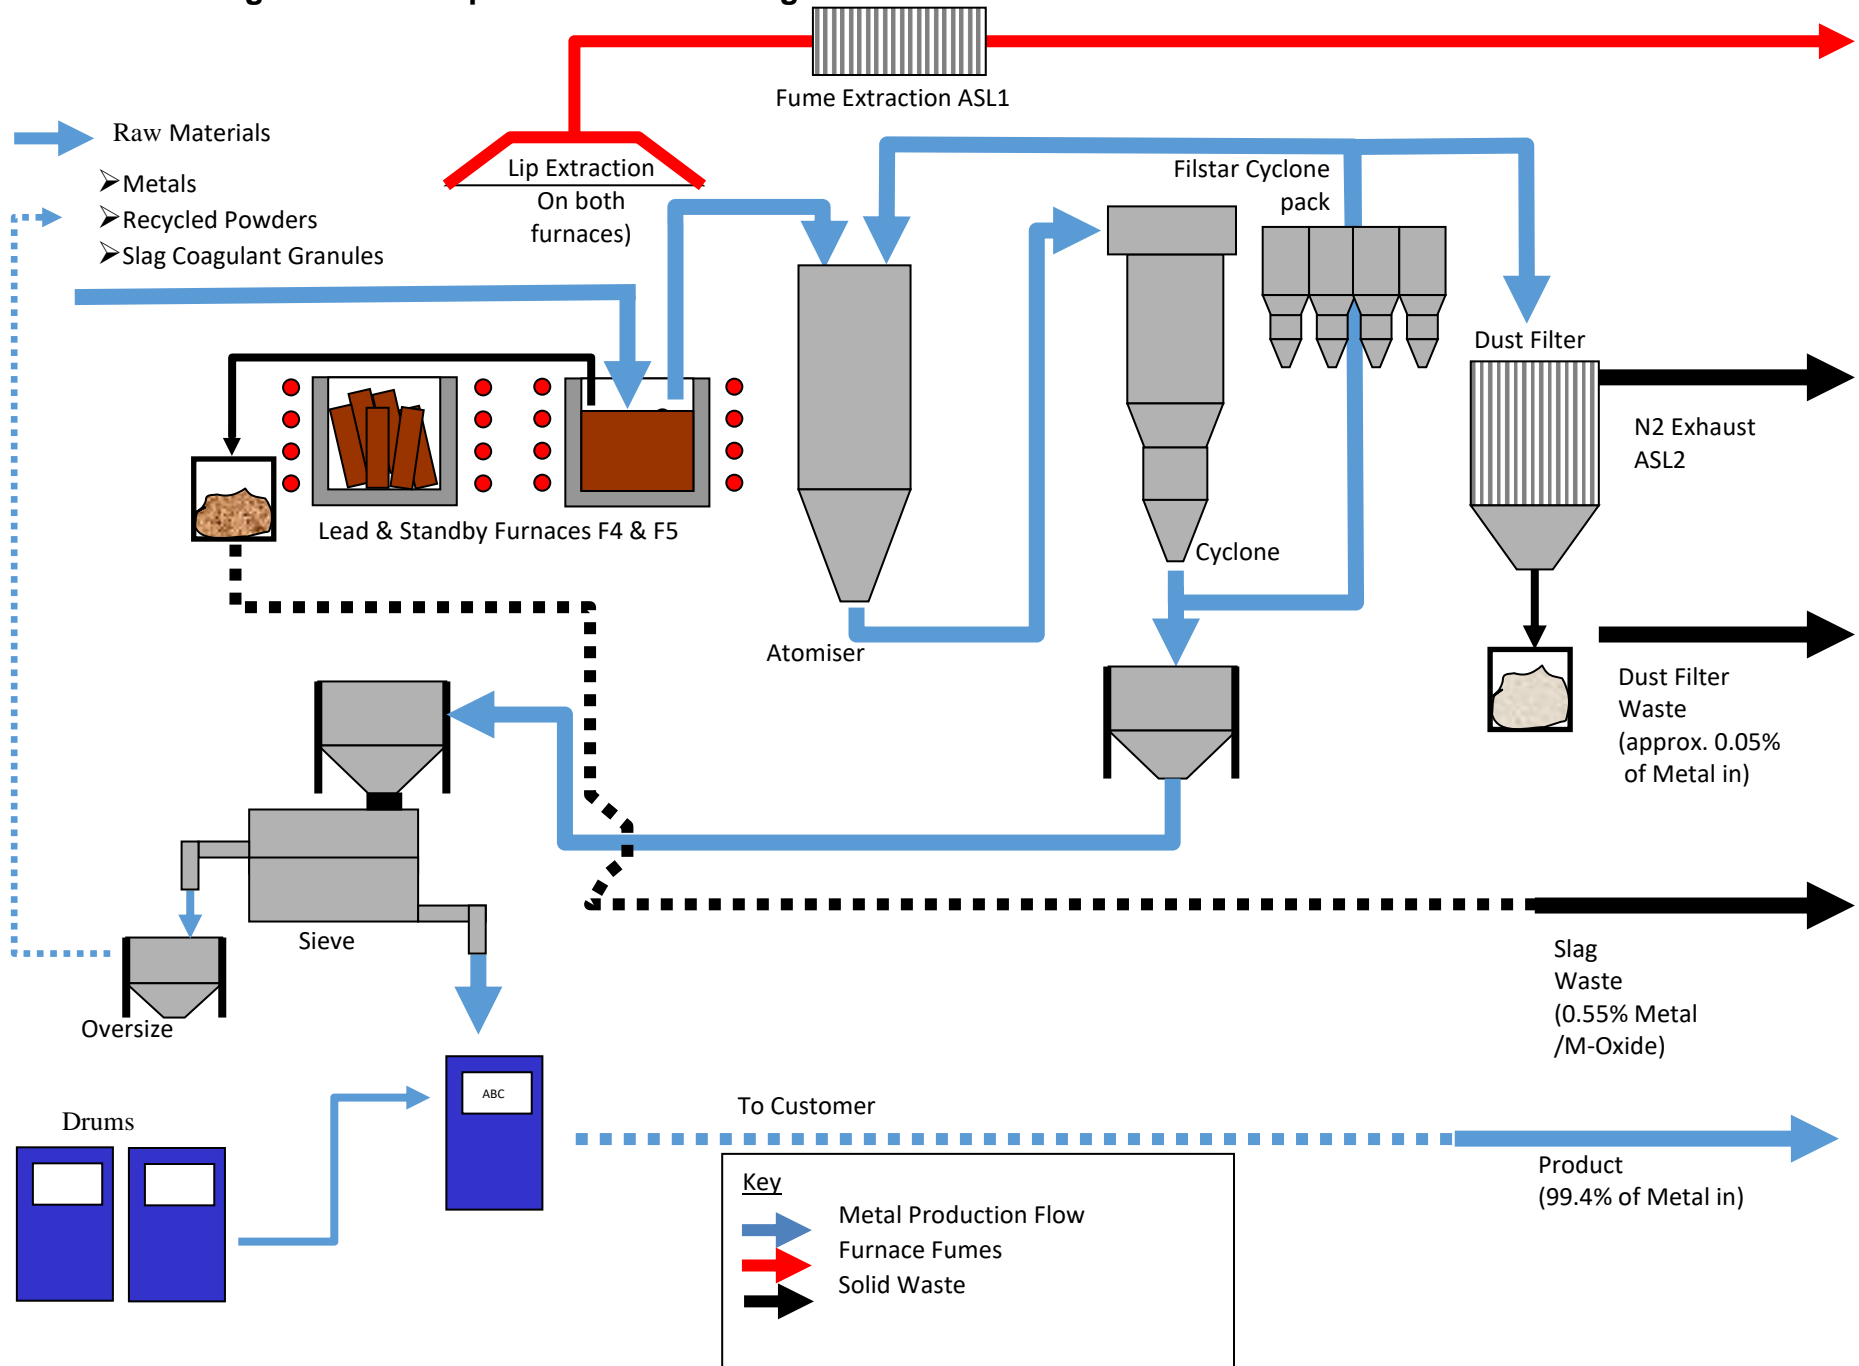 Fume Extraction ASL1
Raw Materials
Metals
Recycled Powders
Slag Coagulant Granules
Lip Extraction
On both
furnaces)
Filstar Cyclone
pack
Dust Filter
N2 Exhaust
ASL2
Lead & Standby Furnaces F4 & F5
Cyclone
Atomiser
Dust Filter
Waste
(approx. 0.05%
of Metal in)
Sieve
Oversize
Slag
Waste
(0.55% Metal
/M-Oxide)
ABC
Drums
To Customer
Product
(99.4% of Metal in)
Key
Metal Production Flow
Furnace Fumes
Solid Waste